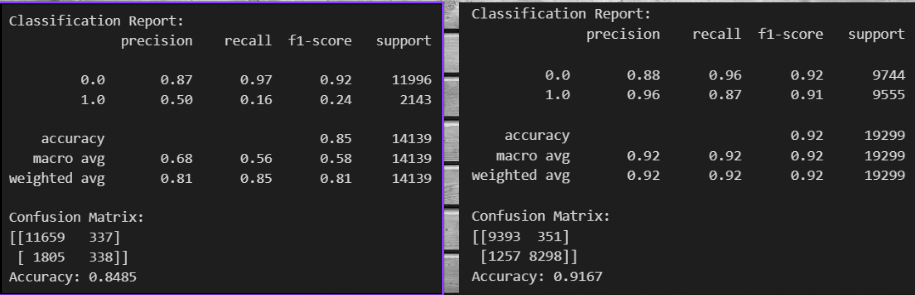 Classification Report:
precision recall f1-score support
0.0 0.87 0.97 0.92 11996
1.0 0.50 0.16 0.24 2143
accuracy 0.85 14139
macro avg 0.68 0.56 0.58 14139
weighted avg 0.81 0.85 0.81 14139
Confusion Matrix:
[[11659 337]
[ 1805 338]]
Accuracy: 0.8485
Classification Report:
precision recall f1-score support
0.0 0.88 0.96 0.92 9744
1.0 0.96 0.87 0.91 9555
accuracy 0.92 19299
macro avg 0.92 0.92 0.92 19299
weighted avg 0.92 0.92 0.92 19299
Confusion Matrix:
[[9393 351]
[1257 8298]]
Accuracy: 0.9167